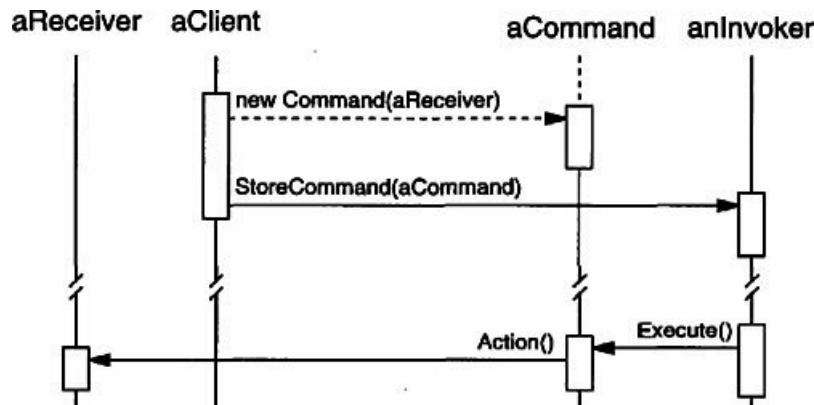 aReceiver aClient aCommand anInvoker
new Command(aReceiver)
StoreCommand(aCommand)
Action() Execute()